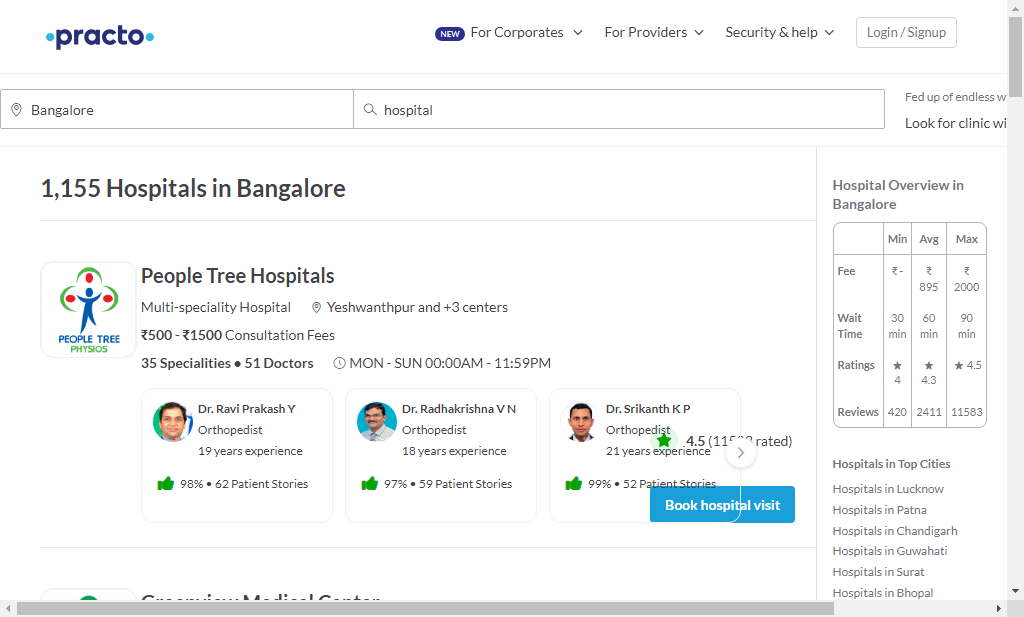 practo
NEW For Corporates
For Providers
Security & help
Login / Signup
Bangalore
hospital
Fed up of endless w
Look for clinic wi
1,155 Hospitals in Bangalore
PEOPLE TREE
PHYSIOS
People Tree Hospitals
Multi-speciality Hospital
Yeshwanthpur and +3 centers
₹500 - ₹1500 Consultation Fees
35 Specialities • 51 Doctors
MON - SUN 00:00AM - 11:59PM
Dr. Ravi Prakash Y
Orthopedist
19 years experience
98% • 62 Patient Stories
Dr. Radhakrishna V N
Orthopedist
18 years experience
97% • 59 Patient Stories
Dr. Srikanth K P
Orthopedist
21 years experience
99% • 52 Patient Stories
4.5 (11583 rated)
Book hospital visit
Greenview Medical Center
Hospital Overview in
Bangalore
Min Avg Max
Fee ₹ - ₹ 895 ₹ 2000
Wait Time 30 min 60 min 90 min
Ratings ★ 4 ★ 4.3 ★ 4.5
Reviews 420 2411 11583
Hospitals in Top Cities
Hospitals in Lucknow
Hospitals in Patna
Hospitals in Chandigarh
Hospitals in Guwahati
Hospitals in Surat
Hospitals in Bhopal